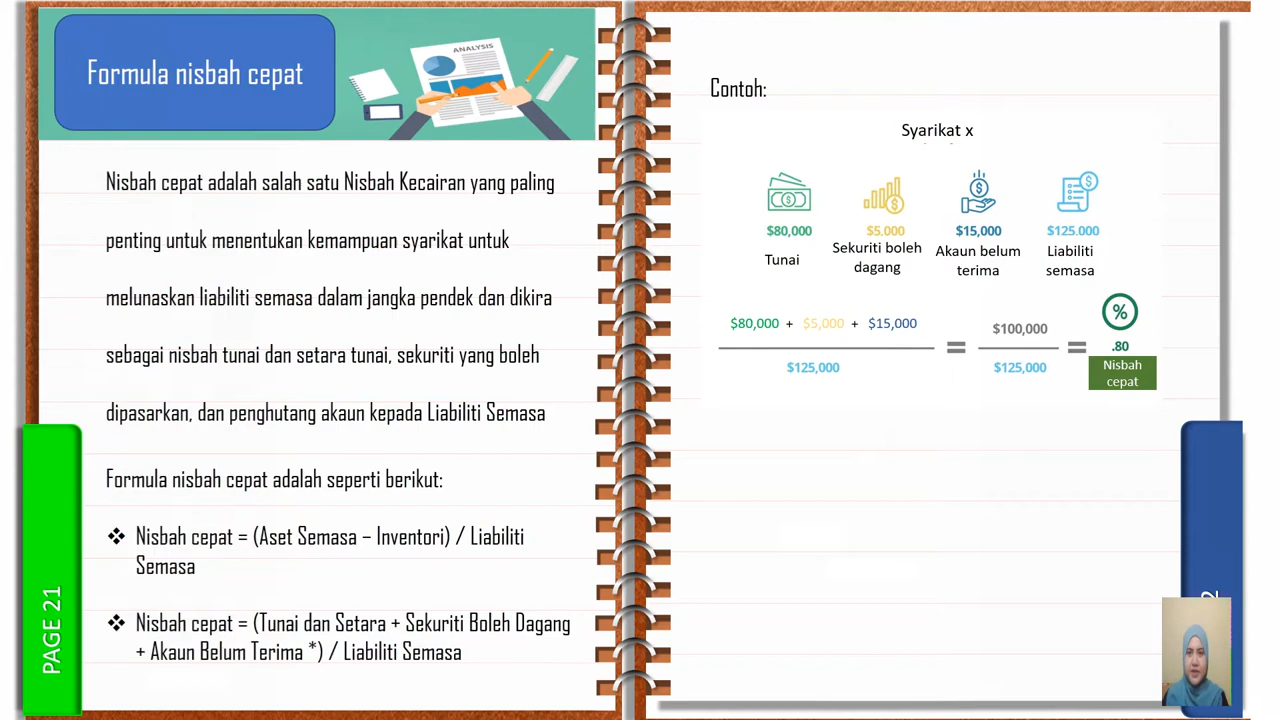 Formula nisbah cepat
ANALYSIS
Nisbah cepat adalah salah satu Nisbah Kecairan yang paling
penting untuk menentukan kemampuan syarikat untuk
melunaskan liabiliti semasa dalam jangka pendek dan dikira
sebagai nisbah tunai dan setara tunai, sekuriti yang boleh
dipasarkan, dan penghutang akaun kepada Liabiliti Semasa
Formula nisbah cepat adalah seperti berikut:
❖ Nisbah cepat = (Aset Semasa – Inventori) / Liabiliti
Semasa
❖ Nisbah cepat = (Tunai dan Setara + Sekuriti Boleh Dagang
+ Akaun Belum Terima *) / Liabiliti Semasa
PAGE 21
Contoh:
Syarikat x
$80,000 $5.000 $15,000 $125.000
Tunai
Sekuriti boleh
dagang
Akaun belum
terima
Liabiliti
semasa
$80,000 + $5,000 + $15,000
$125,000
=
$100,000
$125,000
=
%
.80
Nisbah
cepat